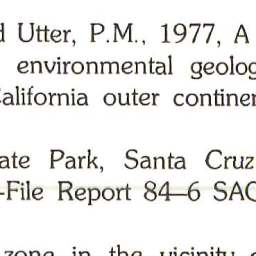 d Utter, P.M., 1977, A
environmental geolog
California outer continen
ate Park, Santa Cruz
-File Report 84–6 SAC
zone in the vicinity